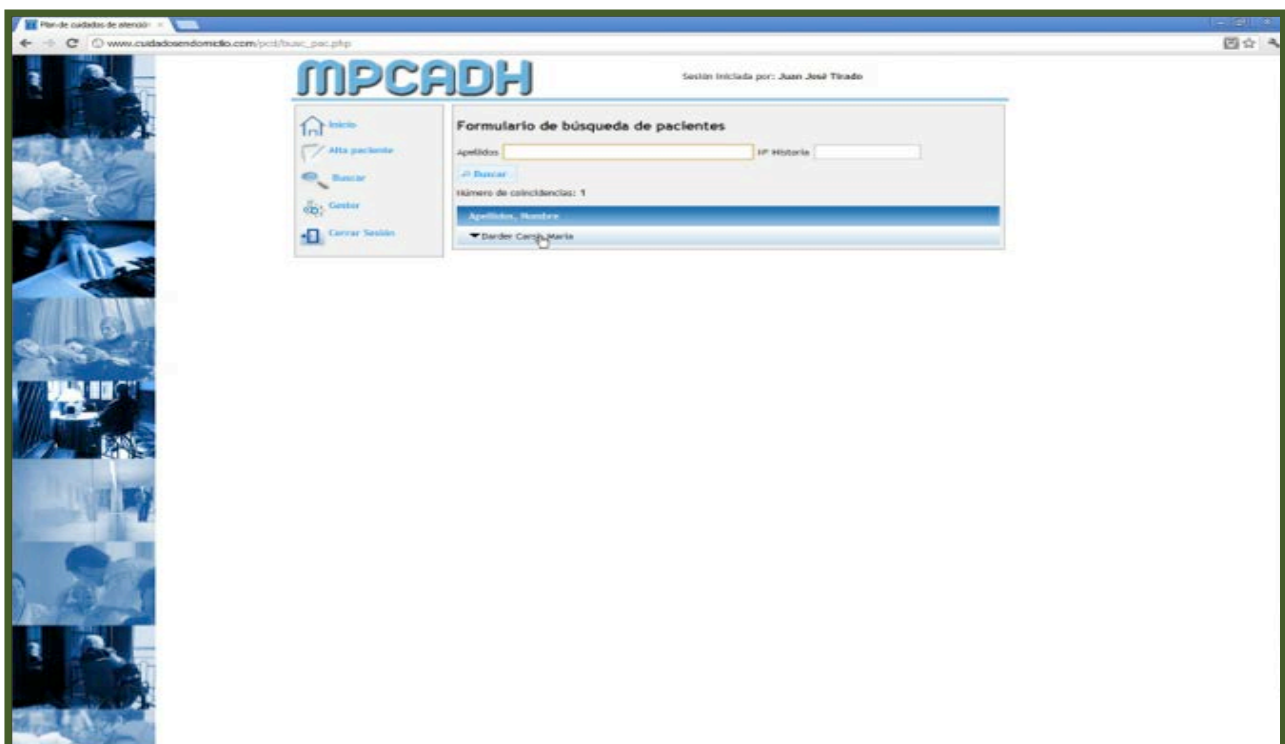 Plan de cuidados de atención
www.cuidadosendomicilio.com/pcd/busc_pac.php
MPCADH
Sesión iniciada por: Juan José Tirado
Inicio
Alta paciente
Buscar
Gestor
Cerrar Sesión
Formulario de búsqueda de pacientes
Apellidos
Nº Historia
Buscar
Número de coincidencias: 1
Apellidos, Nombre
Darder María